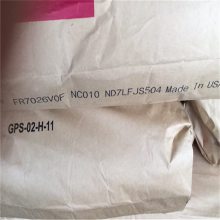 FR7026V0F NC010 ND7LFJS504 Made In USA
GPS-02-H-11